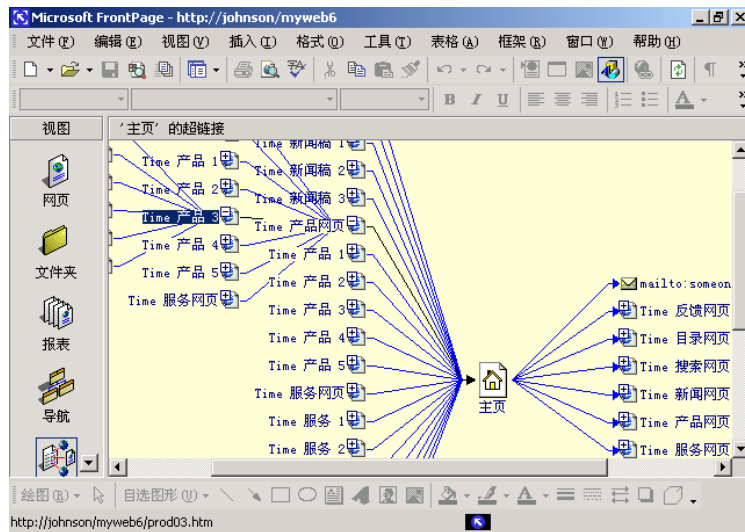 Microsoft FrontPage - http://johnson/myweb6
文件(F) 编辑(E) 视图(V) 插入(I) 格式(O) 工具(T) 表格(A) 框架(R) 窗口(W) 帮助(H)
B I U A
视图
'主页' 的超链接
网页
文件夹
报表
导航
Time 产品 1
Time 产品 2
Time 产品 3
Time 产品 4
Time 产品 5
Time 服务网页
Time 新闻稿 1
Time 新闻稿 2
Time 新闻稿 3
Time 产品网页
Time 产品 1
Time 产品 2
Time 产品 3
Time 产品 4
Time 产品 5
Time 服务网页
Time 服务 1
Time 服务 2
主页
mailto:someon
Time 反馈网页
Time 目录网页
Time 搜索网页
Time 新闻网页
Time 产品网页
Time 服务网页
绘图(R) 自选图形(U) A
http://johnson/myweb6/prod03.htm